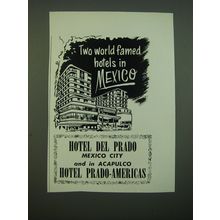 Two world famed
hotels in
MEXICO
HOTEL DEL PRADO
MEXICO CITY
and in ACAPULCO
HOTEL PRADO-AMERICAS